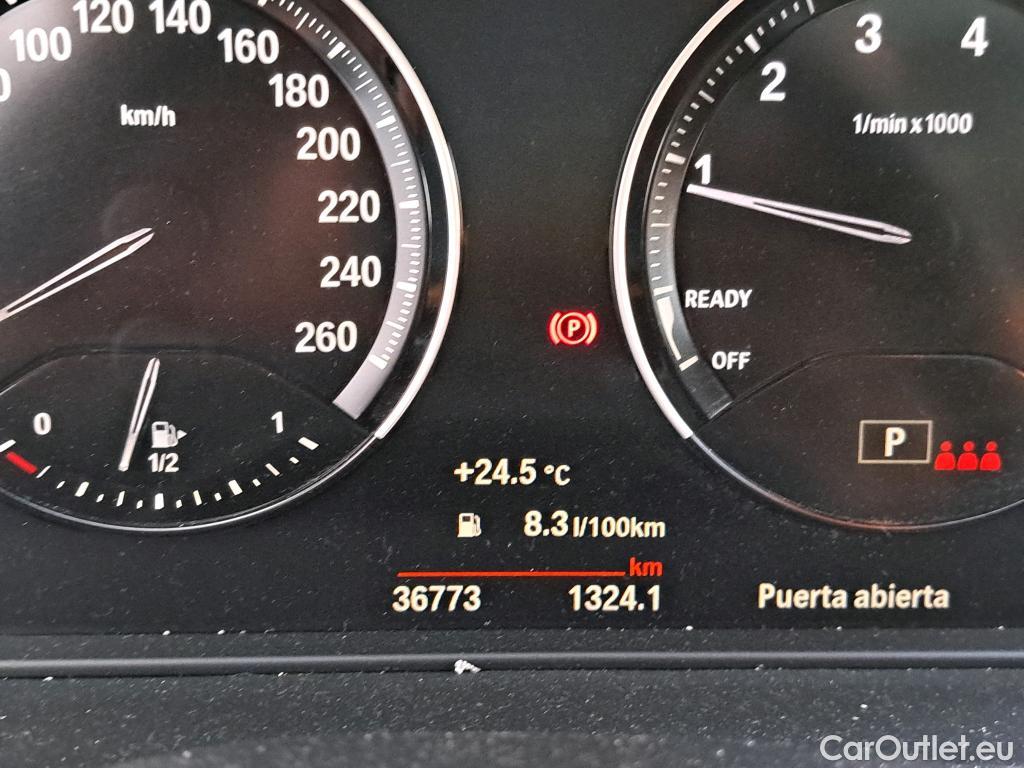 100
120
140
160
180
200
220
240
260
km/h
0
1/2
1
1
2
3
4
1/min x 1000
READY
OFF
(P)
P
+24.5 °C
8.3 l/100km
km
36773 1324.1
Puerta abierta
CarOutlet.eu